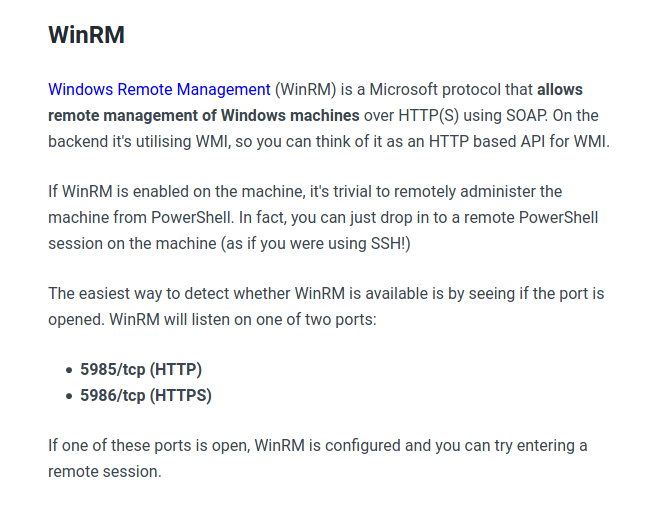 WinRM
Windows Remote Management (WinRM) is a Microsoft protocol that allows
remote management of Windows machines over HTTP(S) using SOAP. On the
backend it's utilising WMI, so you can think of it as an HTTP based API for WMI.
If WinRM is enabled on the machine, it's trivial to remotely administer the
machine from PowerShell. In fact, you can just drop in to a remote PowerShell
session on the machine (as if you were using SSH!)
The easiest way to detect whether WinRM is available is by seeing if the port is
opened. WinRM will listen on one of two ports:
• 5985/tcp (HTTP)
• 5986/tcp (HTTPS)
If one of these ports is open, WinRM is configured and you can try entering a
remote session.